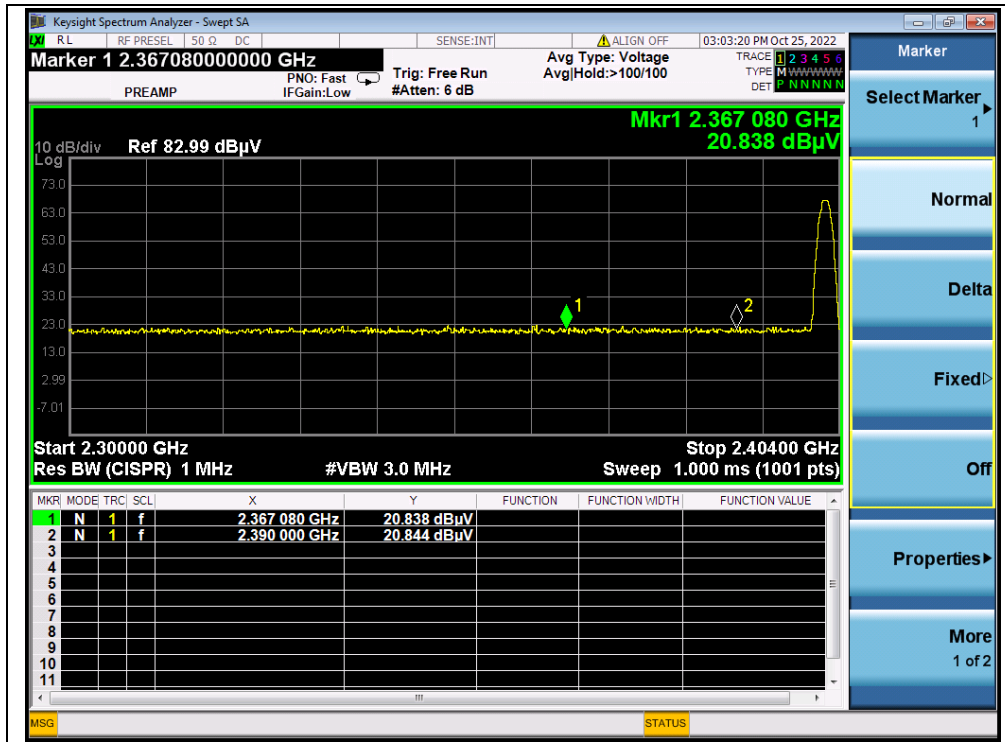 Keysight Spectrum Analyzer - Swept SA
LXI RL RF PRESEL 50 Ω DC SENSE:INT ALIGN OFF 03:03:20 PM Oct 25, 2022
Marker 1 2.367080000000 GHz
PREAMP
PNO: Fast
IFGain:Low
Trig: Free Run
#Atten: 6 dB
Avg Type: Voltage
Avg|Hold:>100/100
TRACE 1 2 3 4 5 6
TYPE M W W W W W
DET P N N N N N
Marker
Select Marker
1
Normal
Delta
Fixed
Off
Properties
More
1 of 2
Mkr1 2.367 080 GHz
20.838 dBµV
10 dB/div Ref 82.99 dBµV
Log
73.0
63.0
53.0
43.0
33.0
23.0
13.0
2.99
-7.01
1
2
Start 2.30000 GHz Stop 2.40400 GHz
Res BW (CISPR) 1 MHz #VBW 3.0 MHz Sweep 1.000 ms (1001 pts)
MKR MODE TRC SCL X Y FUNCTION FUNCTION WIDTH FUNCTION VALUE
1 N 1 f 2.367 080 GHz 20.838 dBµV
2 N 1 f 2.390 000 GHz 20.844 dBµV
3
4
5
6
7
8
9
10
11
MSG STATUS